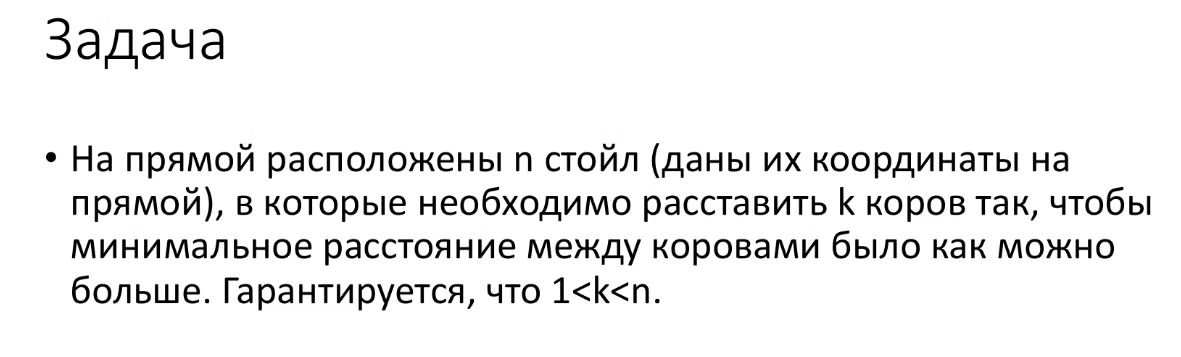 Задача
• На прямой расположены n стойл (даны их координаты на
прямой), в которые необходимо расставить k коров так, чтобы
минимальное расстояние между коровами было как можно
больше. Гарантируется, что 1<k<n.